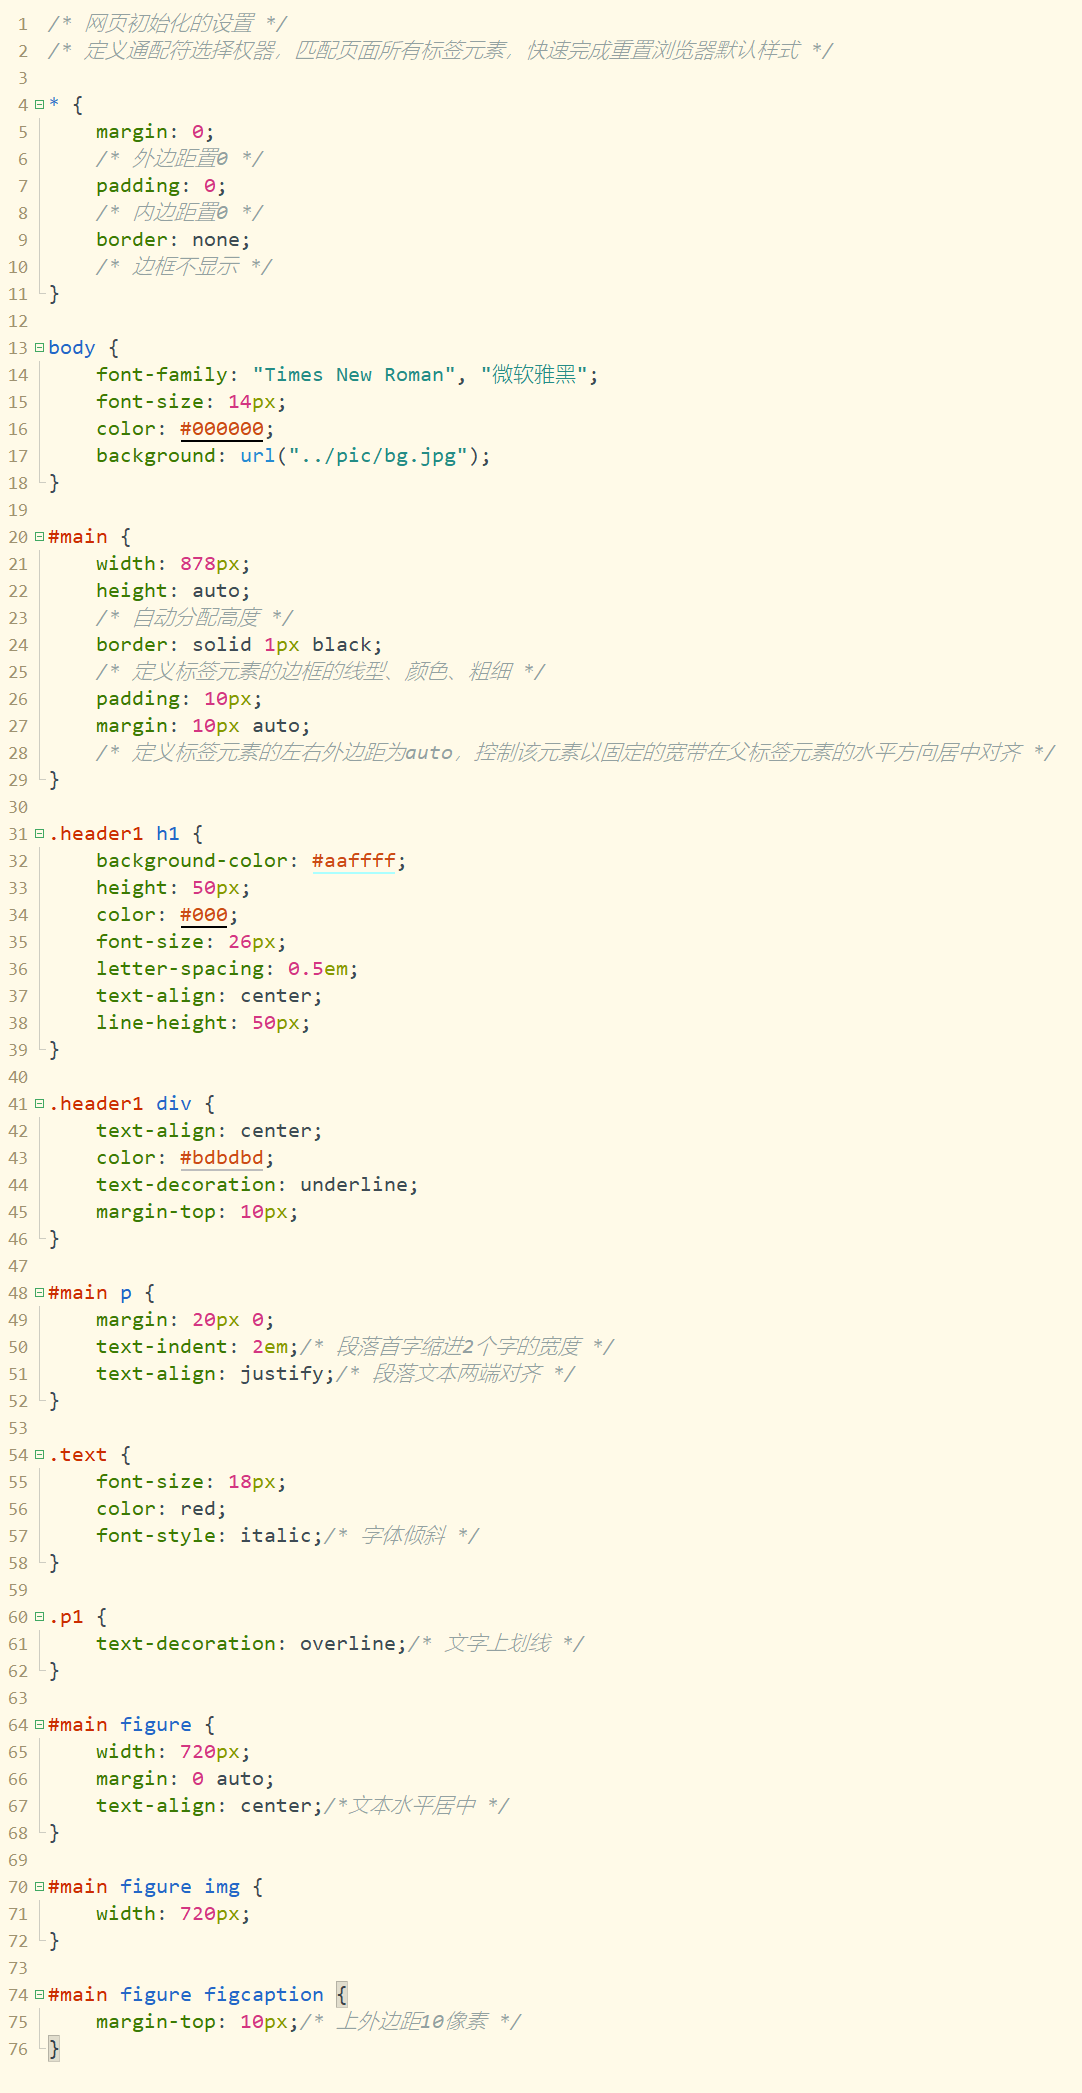 1 /* 网页初始化的设置 */
2 /* 定义通配符选择权器，匹配页面所有标签元素，快速完成重置浏览器默认样式 */
3
4 * {
5     margin: 0;
6     /* 外边距置0 */
7     padding: 0;
8     /* 内边距置0 */
9     border: none;
10     /* 边框不显示 */
11 }
12
13 body {
14     font-family: "Times New Roman", "微软雅黑";
15     font-size: 14px;
16     color: #000000;
17     background: url("../pic/bg.jpg");
18 }
19
20 #main {
21     width: 878px;
22     height: auto;
23     /* 自动分配高度 */
24     border: solid 1px black;
25     /* 定义标签元素的边框的线型、颜色、粗细 */
26     padding: 10px;
27     margin: 10px auto;
28     /* 定义标签元素的左右外边距为auto，控制该元素以固定的宽带在父标签元素的水平方向居中对齐 */
29 }
30
31 .header1 h1 {
32     background-color: #aaffff;
33     height: 50px;
34     color: #000;
35     font-size: 26px;
36     letter-spacing: 0.5em;
37     text-align: center;
38     line-height: 50px;
39 }
40
41 .header1 div {
42     text-align: center;
43     color: #bdbdbd;
44     text-decoration: underline;
45     margin-top: 10px;
46 }
47
48 #main p {
49     margin: 20px 0;
50     text-indent: 2em;/* 段落首字缩进2个字的宽度 */
51     text-align: justify;/* 段落文本两端对齐 */
52 }
53
54 .text {
55     font-size: 18px;
56     color: red;
57     font-style: italic;/* 字体倾斜 */
58 }
59
60 .p1 {
61     text-decoration: overline;/* 文字上划线 */
62 }
63
64 #main figure {
65     width: 720px;
66     margin: 0 auto;
67     text-align: center;/*文本水平居中 */
68 }
69
70 #main figure img {
71     width: 720px;
72 }
73
74 #main figure figcaption {
75     margin-top: 10px;/* 上外边距10像素 */
76 }